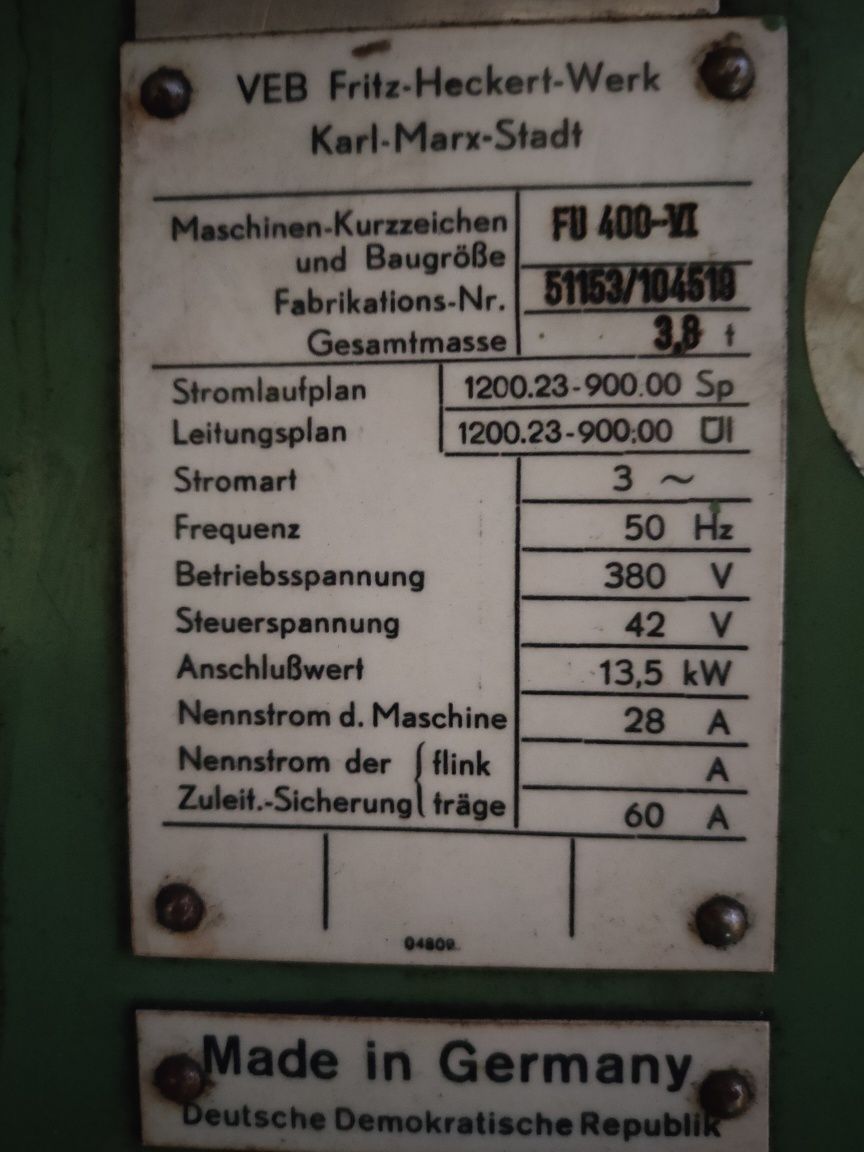 VEB Fritz-Heckert-Werk
Karl-Marx-Stadt
Maschinen-Kurzzeichen FU 400-VI
und Baugröße
Fabrikations-Nr. 51153/104519
Gesamtmasse 3,8 t
Stromlaufplan 1200.23-900.00 Sp
Leitungsplan 1200.23-900.00 Ül
Stromart 3 ~
Frequenz 50 Hz
Betriebsspannung 380 V
Steuerspannung 42 V
Anschlußwert 13,5 kW
Nennstrom d. Maschine 28 A
Nennstrom der { flink A
Zuleit.-Sicherung { träge 60 A
04809
Made in Germany
Deutsche Demokratische Republik